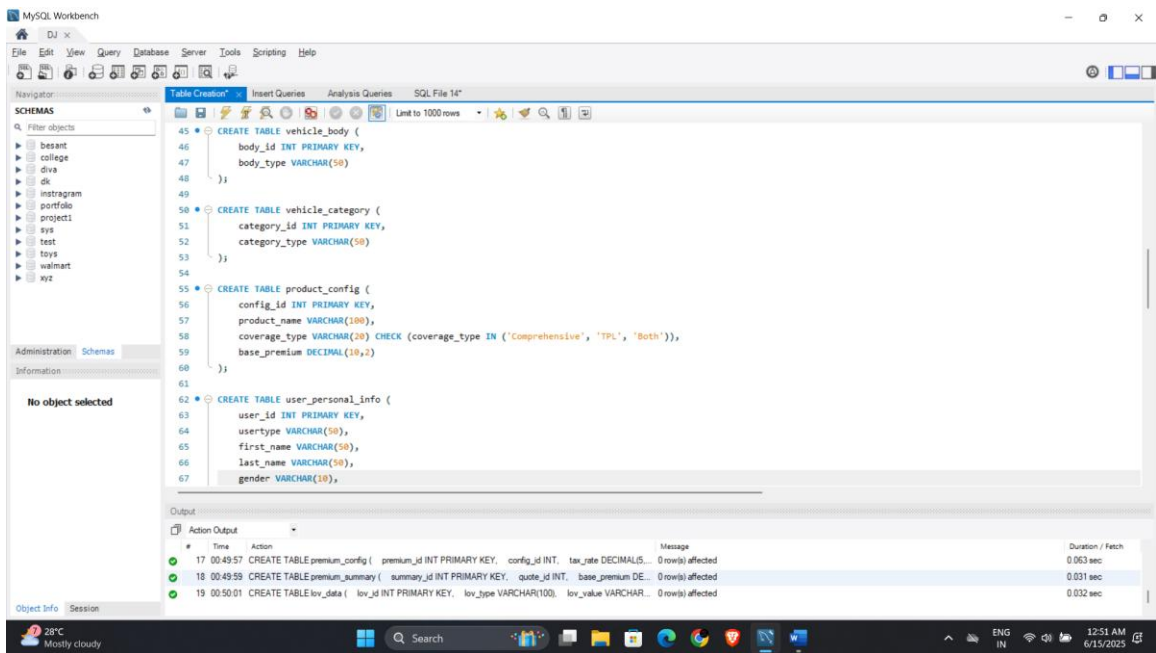 MySQL Workbench
DJ ×
File Edit View Query Database Server Tools Scripting Help
Navigator
SCHEMAS
Filter objects
besant
college
diva
dk
instragram
portfolio
project1
sys
test
toys
walmart
xyz
Administration Schemas
Information
No object selected
Object Info Session
Table Creation* × Insert Queries Analysis Queries SQL File 14*
Limit to 1000 rows
45 CREATE TABLE vehicle_body (
46 body_id INT PRIMARY KEY,
47 body_type VARCHAR(50)
48 );
49
50 CREATE TABLE vehicle_category (
51 category_id INT PRIMARY KEY,
52 category_type VARCHAR(50)
53 );
54
55 CREATE TABLE product_config (
56 config_id INT PRIMARY KEY,
57 product_name VARCHAR(100),
58 coverage_type VARCHAR(20) CHECK (coverage_type IN ('Comprehensive', 'TPL', 'Both')),
59 base_premium DECIMAL(10,2)
60 );
61
62 CREATE TABLE user_personal_info (
63 user_id INT PRIMARY KEY,
64 usertype VARCHAR(50),
65 first_name VARCHAR(50),
66 last_name VARCHAR(50),
67 gender VARCHAR(10),
Output
Action Output
# Time Action Message Duration / Fetch
17 00:49:57 CREATE TABLE premium_config ( premium_id INT PRIMARY KEY, config_id INT, tax_rate DECIMAL(5,... 0 row(s) affected 0.063 sec
18 00:49:59 CREATE TABLE premium_summary ( summary_id INT PRIMARY KEY, quote_id INT, base_premium DE... 0 row(s) affected 0.031 sec
19 00:50:01 CREATE TABLE lov_data ( lov_id INT PRIMARY KEY, lov_type VARCHAR(100), lov_value VARCHAR... 0 row(s) affected 0.032 sec
28°C
Mostly cloudy
Search
ENG
IN
12:51 AM
6/15/2025